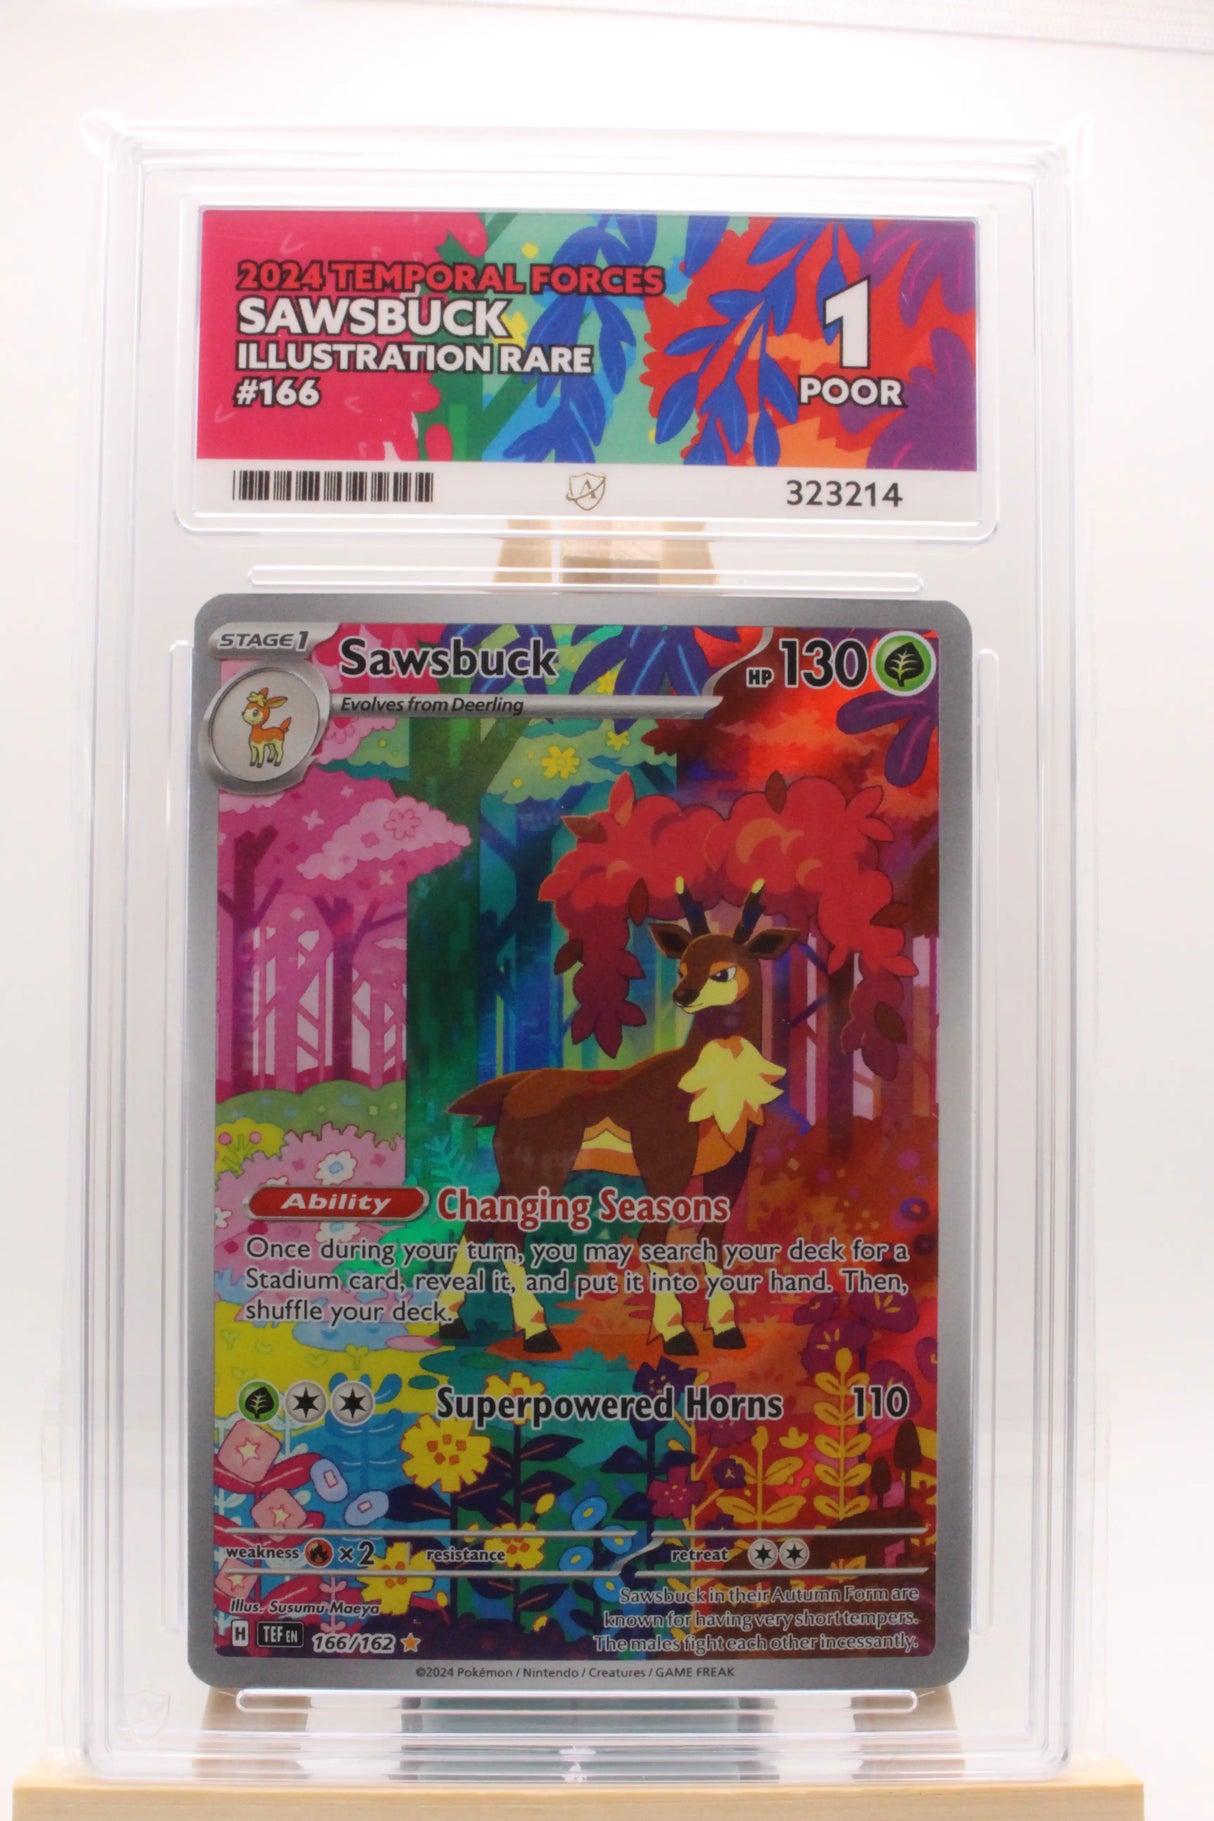 2024 TEMPORAL FORCES
SAWSBUCK
ILLUSTRATION RARE
#166
1
POOR
323214
STAGE 1
Sawsbuck
HP 130
Evolves from Deerling
Ability Changing Seasons
Once during your turn, you may search your deck for a
Stadium card, reveal it, and put it into your hand. Then,
shuffle your deck.
Superpowered Horns 110
weakness ×2 resistance retreat
Illus. Susumu Maeya
H TEF EN 166/162
Sawsbuck in their Autumn Form are
known for having very short tempers.
The males fight each other incessantly.
©2024 Pokémon / Nintendo / Creatures / GAME FREAK